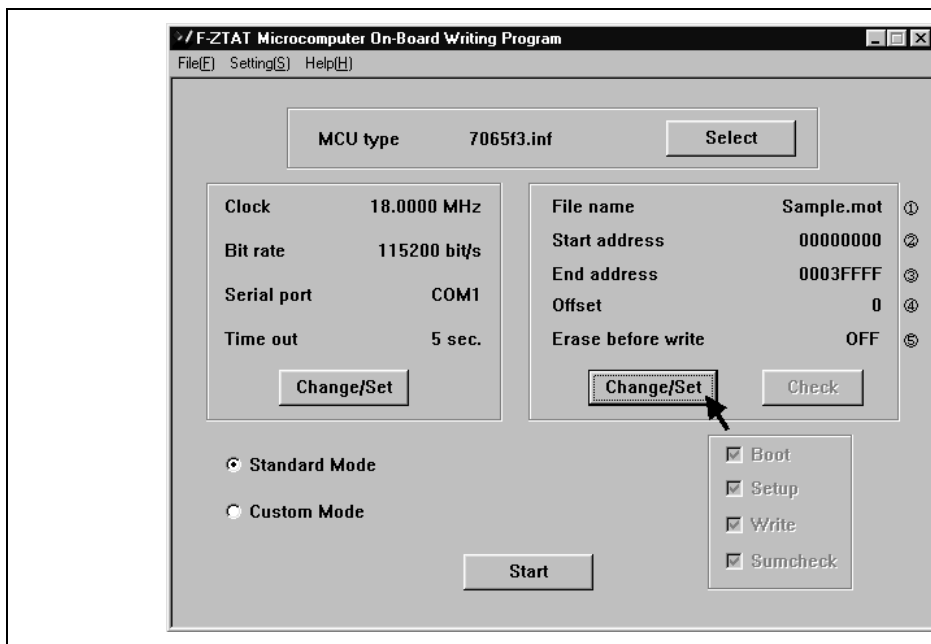 F-ZTAT Microcomputer On-Board Writing Program
File(F) Setting(S) Help(H)
MCU type 7065f3.inf Select
Clock 18.0000 MHz
Bit rate 115200 bit/s
Serial port COM1
Time out 5 sec.
Change/Set
File name Sample.mot ①
Start address 00000000 ②
End address 0003FFFF ③
Offset 0 ④
Erase before write OFF ⑤
Change/Set Check
Standard Mode
Custom Mode
Boot
Setup
Write
Sumcheck
Start